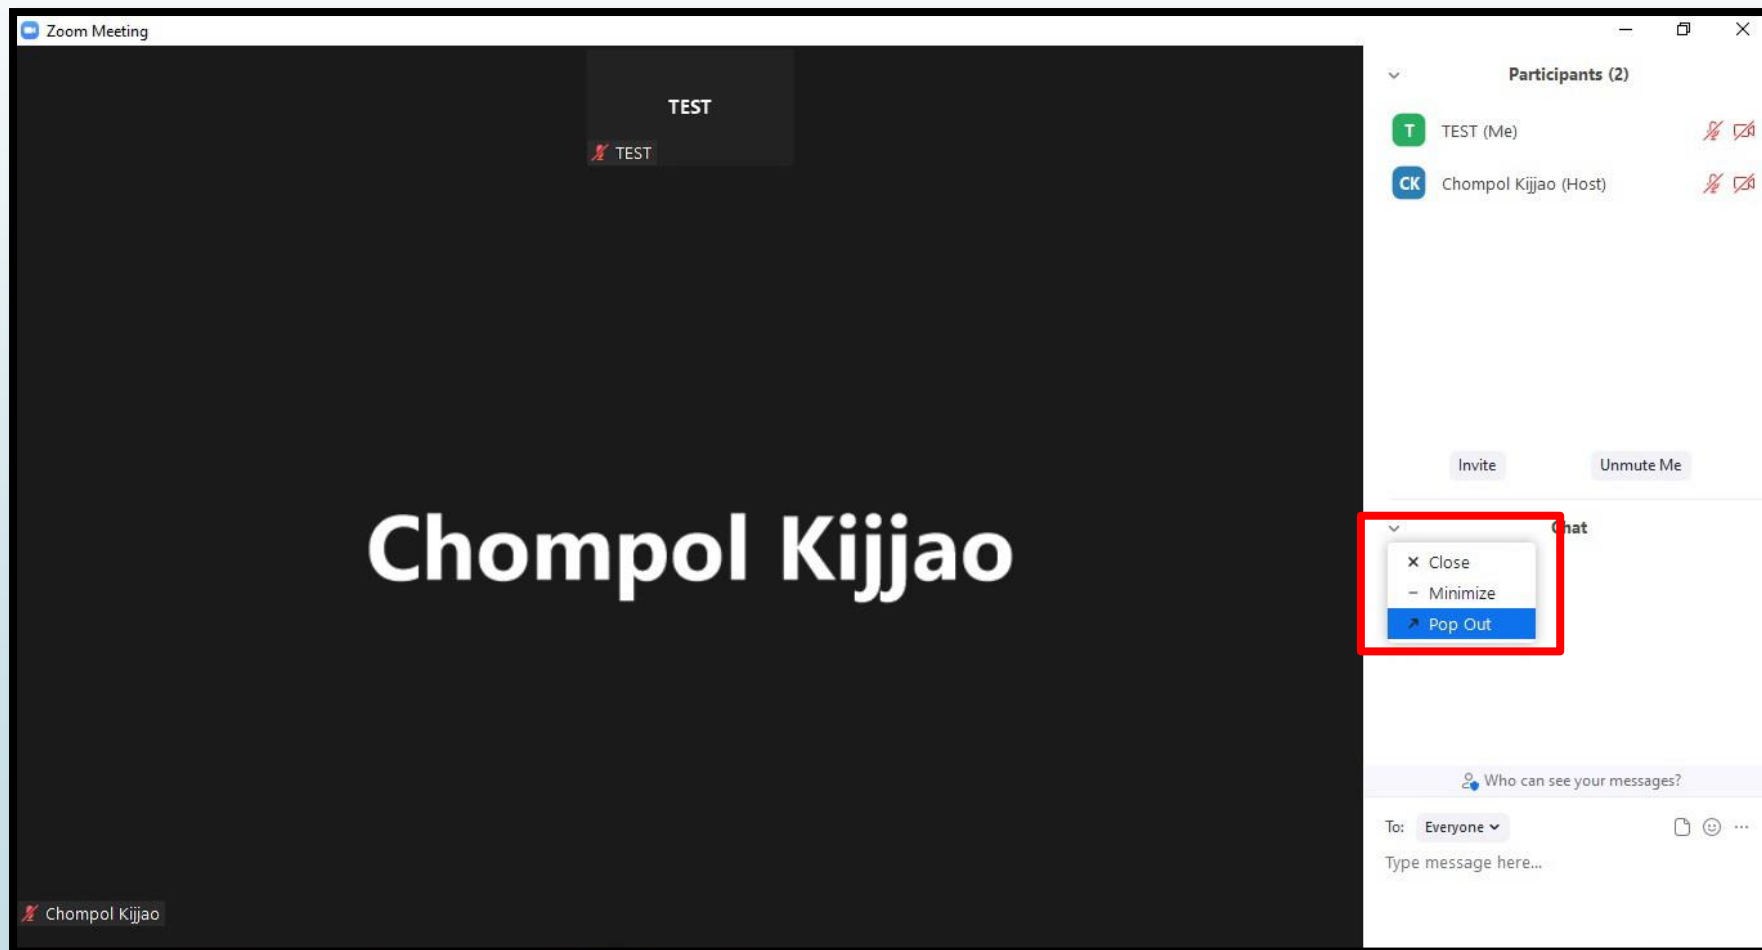 Zoom Meeting
TEST
TEST
Chompol Kijjao
Chompol Kijjao
Participants (2)
T TEST (Me)
CK Chompol Kijjao (Host)
Invite Unmute Me
Chat
Close
Minimize
Pop Out
Who can see your messages?
To: Everyone
Type message here...